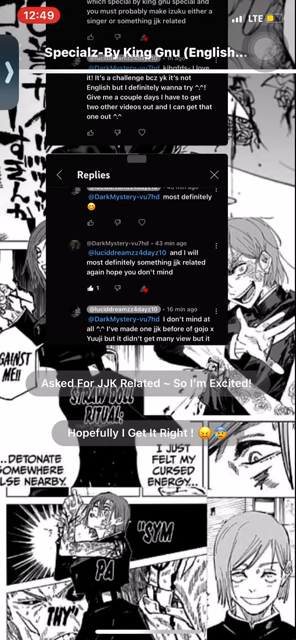 which special by king gnu special and
you must probably make izuku either a
singer or something jjk related
12:49
LTE
Specialz-By King Gnu (English...
it! It's a challenge bcz yk it's not
English but I definitely wanna try ^.^!
Give me a couple days I have to get
two other videos out and I can get that
one out ^.^
Replies
@DarkMystery-vu7hd most definitely
😊
@DarkMystery-vu7hd • 43 min ago
@luciddreamzz4dayz10 and I will
most definitely something jjk related
again hope you don't mind
1
@luciddreamzz4dayz10 • 16 min ago
@DarkMystery-vu7hd I don't mind at
all ^.^ I've made one jjk before of gojo x
Yuuji but it didn't get many view but it
AGAINST
ME!!
Asked For JJK Related ~ So I'm Excited!
STRAW DOLL
RITUAL:
Hopefully I Get It Right ! 😖😰
...DETONATE
SOMEWHERE
ELSE NEARBY.
I JUST
FELT MY
CURSED
ENERGY...
"SYM
PA
THY"